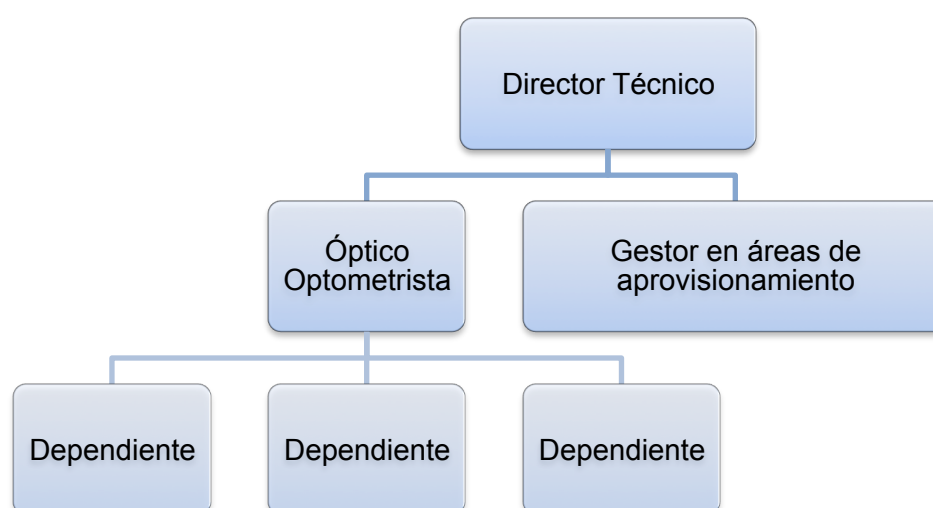 Director Técnico
Óptico
Optometrista
Gestor en áreas de
aprovisionamiento
Dependiente
Dependiente
Dependiente